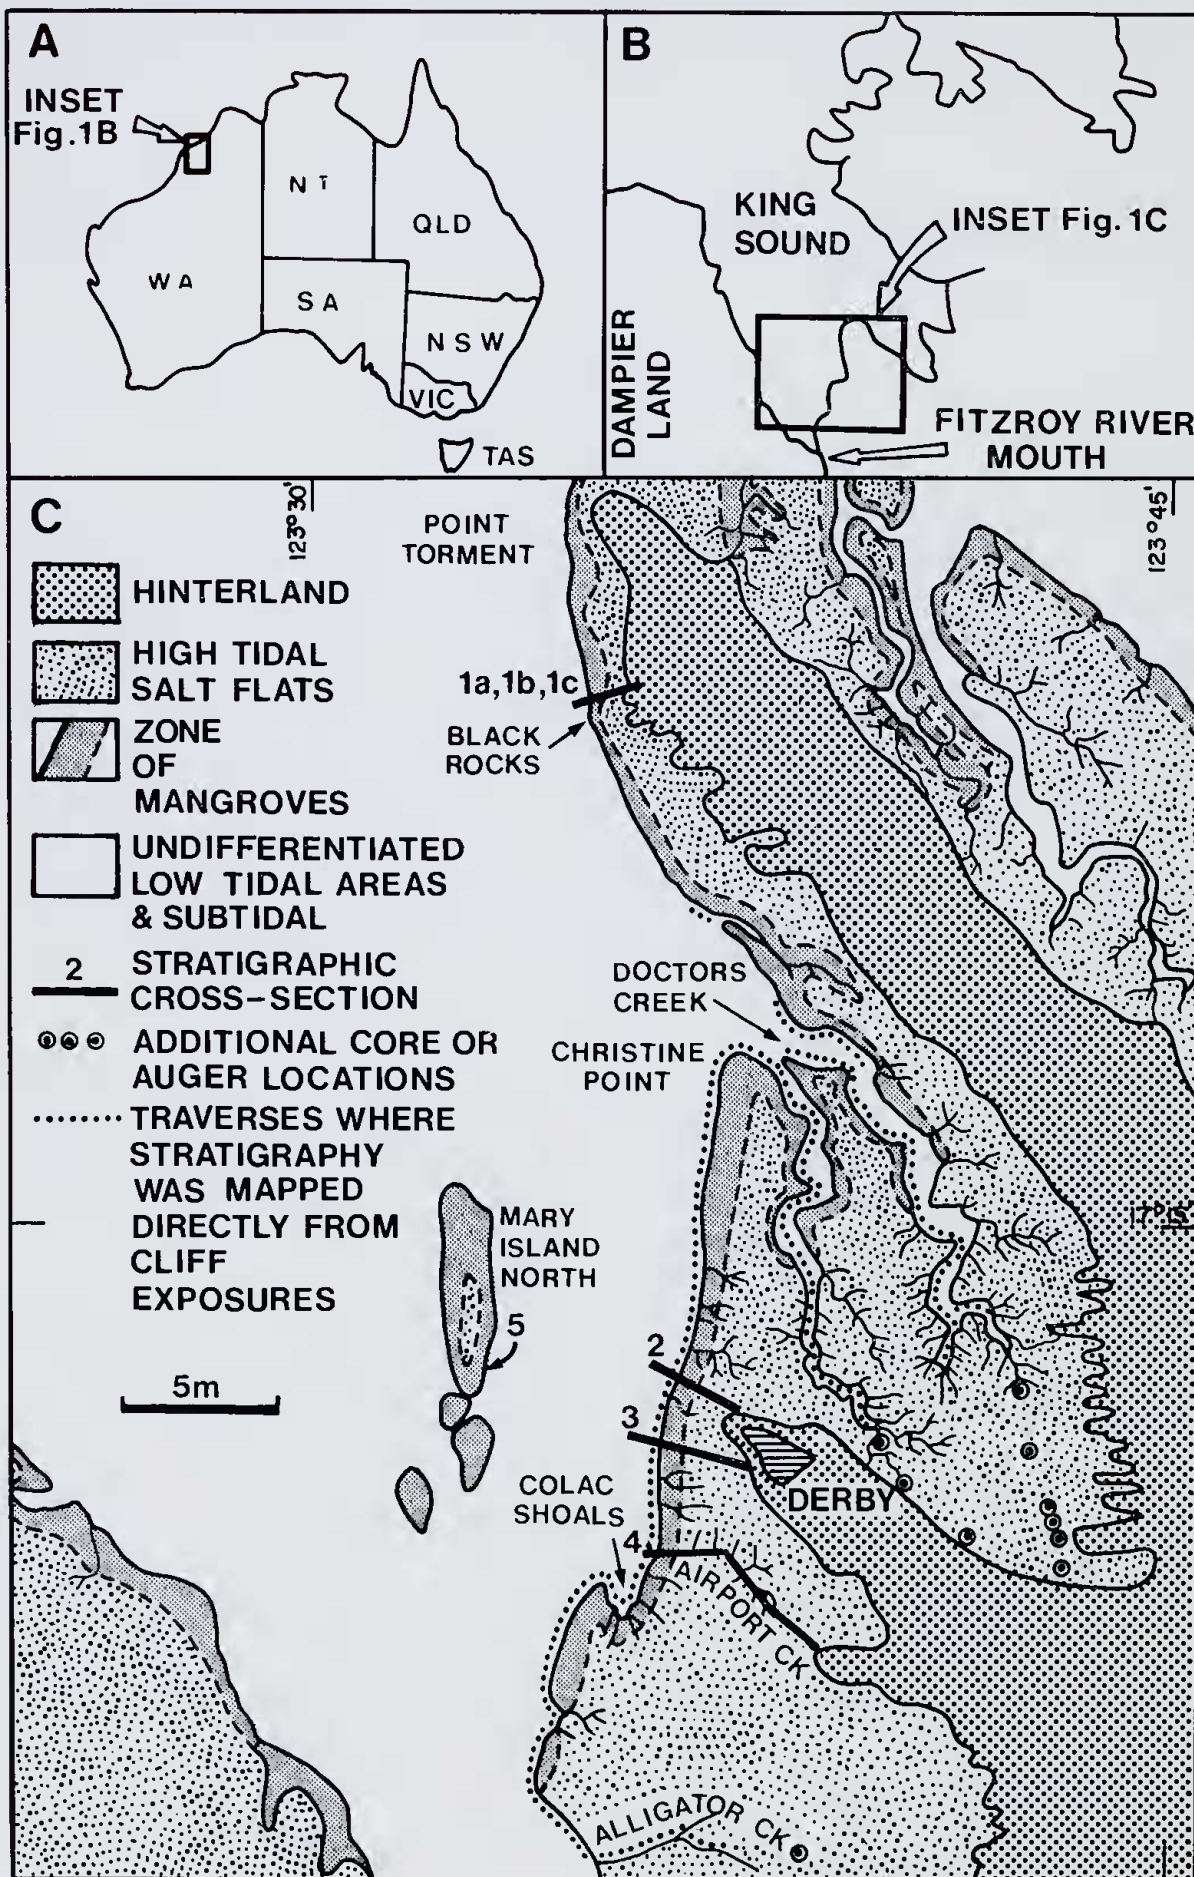 A
INSET
Fig.1B
NT
QLD
WA
SA
NSW
VIC
TAS
B
KING
SOUND
INSET Fig. 1C
DAMPIER
LAND
FITZROY RIVER
MOUTH
C
123°30'
POINT
TORMENT
123°45'
HINTERLAND
HIGH TIDAL
SALT FLATS
1a,1b,1c
BLACK
ROCKS
ZONE
OF
MANGROVES
UNDIFFERENTIATED
LOW TIDAL AREAS
& SUBTIDAL
2 STRATIGRAPHIC
CROSS-SECTION
DOCTORS
CREEK
ADDITIONAL CORE OR
AUGER LOCATIONS
CHRISTINE
POINT
TRAVERSES WHERE
STRATIGRAPHY
WAS MAPPED
DIRECTLY FROM
CLIFF
EXPOSURES
MARY
ISLAND
NORTH
5
5m
2
3
COLAC
SHOALS
DERBY
4
AIRPORT CK
ALLIGATOR CK